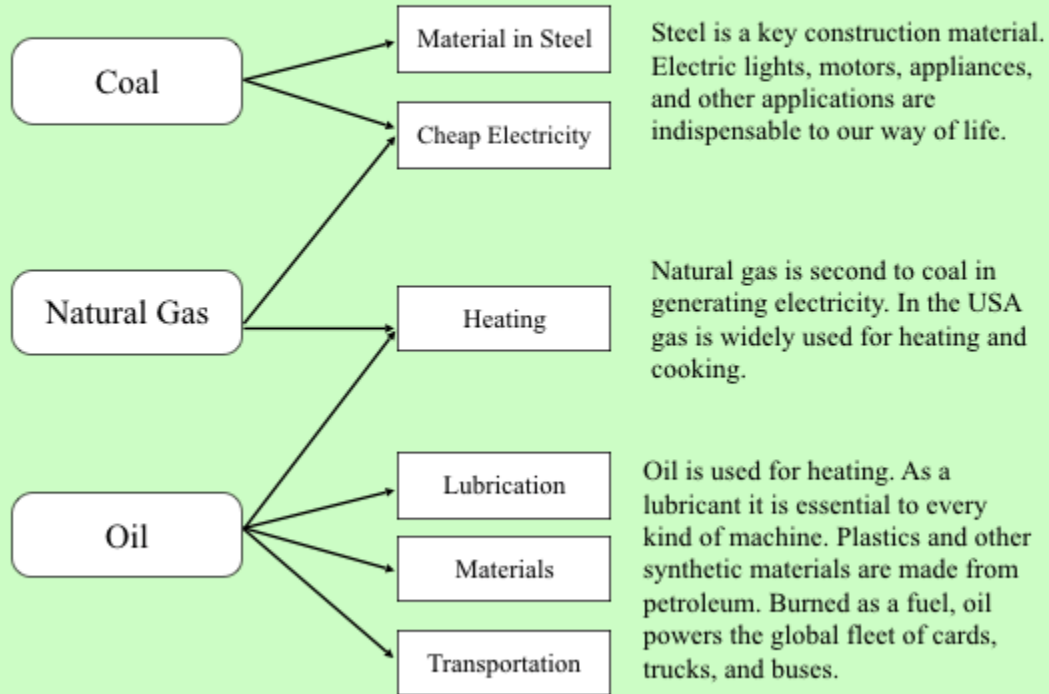 Coal
Material in Steel
Cheap Electricity
Steel is a key construction material.
Electric lights, motors, appliances,
and other applications are
indispensable to our way of life.
Natural Gas
Heating
Natural gas is second to coal in
generating electricity. In the USA
gas is widely used for heating and
cooking.
Oil
Lubrication
Materials
Transportation
Oil is used for heating. As a
lubricant it is essential to every
kind of machine. Plastics and other
synthetic materials are made from
petroleum. Burned as a fuel, oil
powers the global fleet of cards,
trucks, and buses.